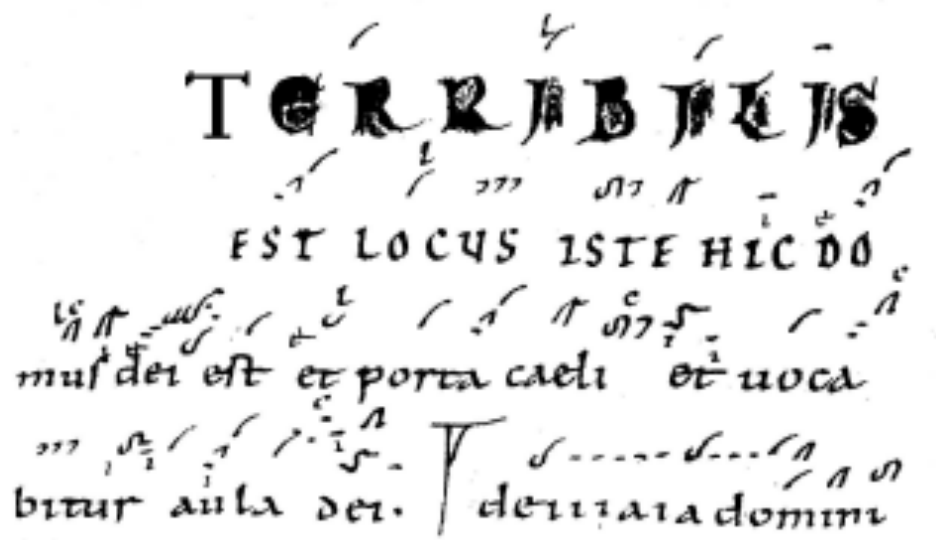 TERRIBILIS
EST LOCUS ISTE HIC DO
mus dei est et porta caeli et uoca
bitur aula dei. domini